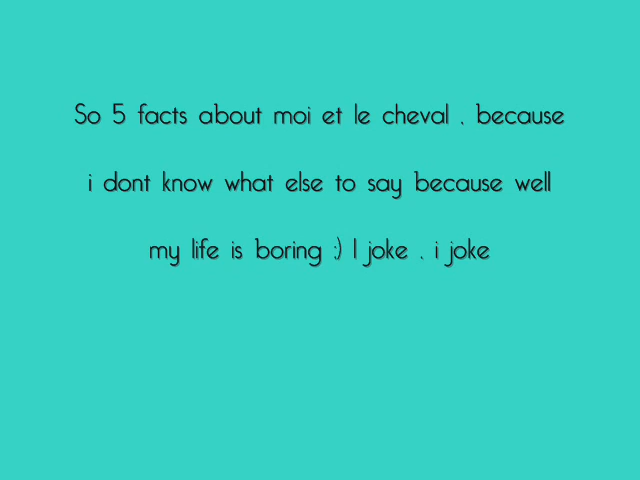 So 5 facts about moi et le cheval . because
i dont know what else to say because well
my life is boring :) I joke . i joke